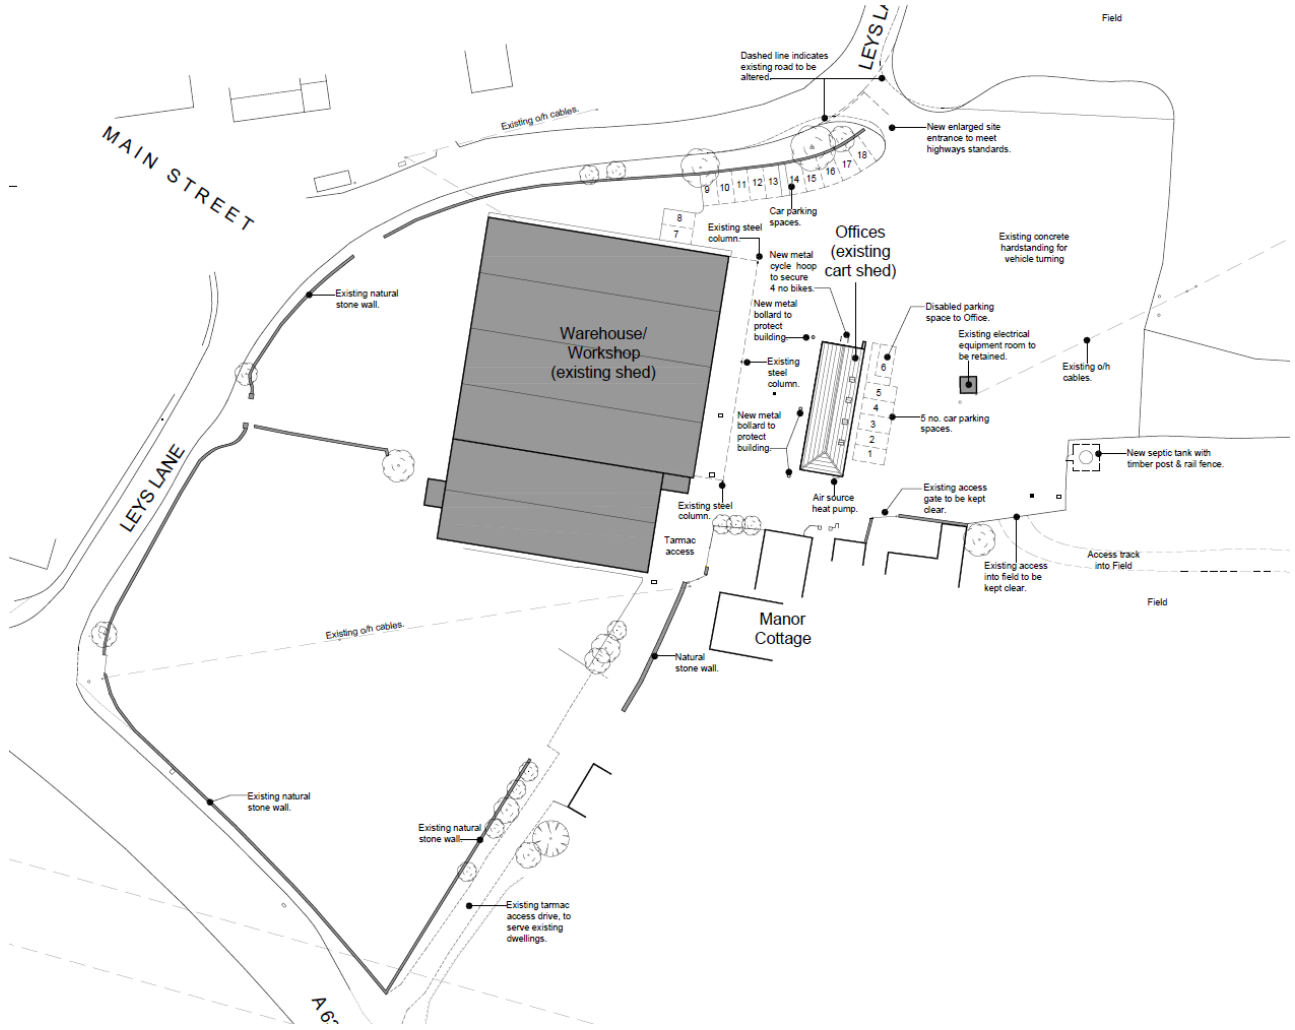 Field
LEYS LA
Dashed line indicates
existing road to be
altered.
Existing o/h cables.
MAIN STREET
New enlarged site
entrance to meet
highways standards.
18
17
16
15
14
13
12
11
10
9
8
7
Car parking
spaces.
Existing steel
column.
Offices
(existing
cart shed)
Existing concrete
hardstanding for
vehicle turning
New metal
cycle hoop
to secure
4 no bikes.
Existing natural
stone wall.
New metal
bollard to
protect
building.
Disabled parking
space to Office.
Existing electrical
equipment room to
be retained.
Warehouse/
Workshop
(existing shed)
Existing
steel
column.
6
5
4
3
2
1
Existing o/h
cables.
New metal
bollard to
protect
building.
5 no. car parking
spaces.
New septic tank with
timber post & rail fence.
LEYS LANE
Existing steel
column.
Air source
heat pump.
Existing access
gate to be kept
clear.
Tarmac
access
Existing access
into field to be
kept clear.
Access track
into Field
Field
Manor
Cottage
Existing o/h cables.
Natural
stone wall.
Existing natural
stone wall.
Existing natural
stone wall.
Existing tarmac
access drive, to
serve existing
dwellings.